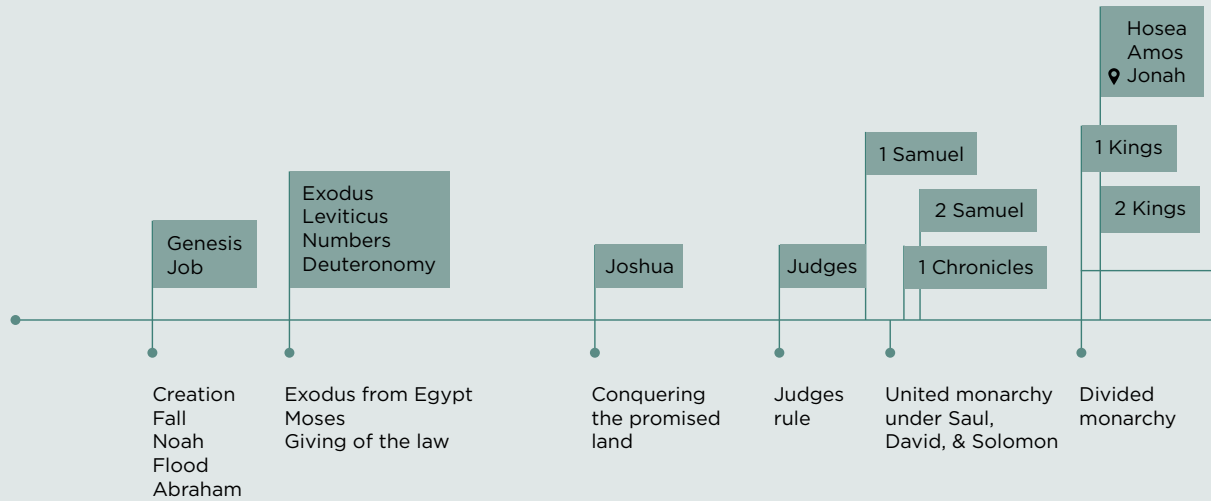 Hosea
Amos
Jonah
1 Kings
2 Kings
1 Samuel
2 Samuel
1 Chronicles
Exodus
Leviticus
Numbers
Deuteronomy
Genesis
Job
Joshua
Judges
Creation
Fall
Noah
Flood
Abraham
Exodus from Egypt
Moses
Giving of the law
Conquering
the promised
land
Judges
rule
United monarchy
under Saul,
David, & Solomon
Divided
monarchy